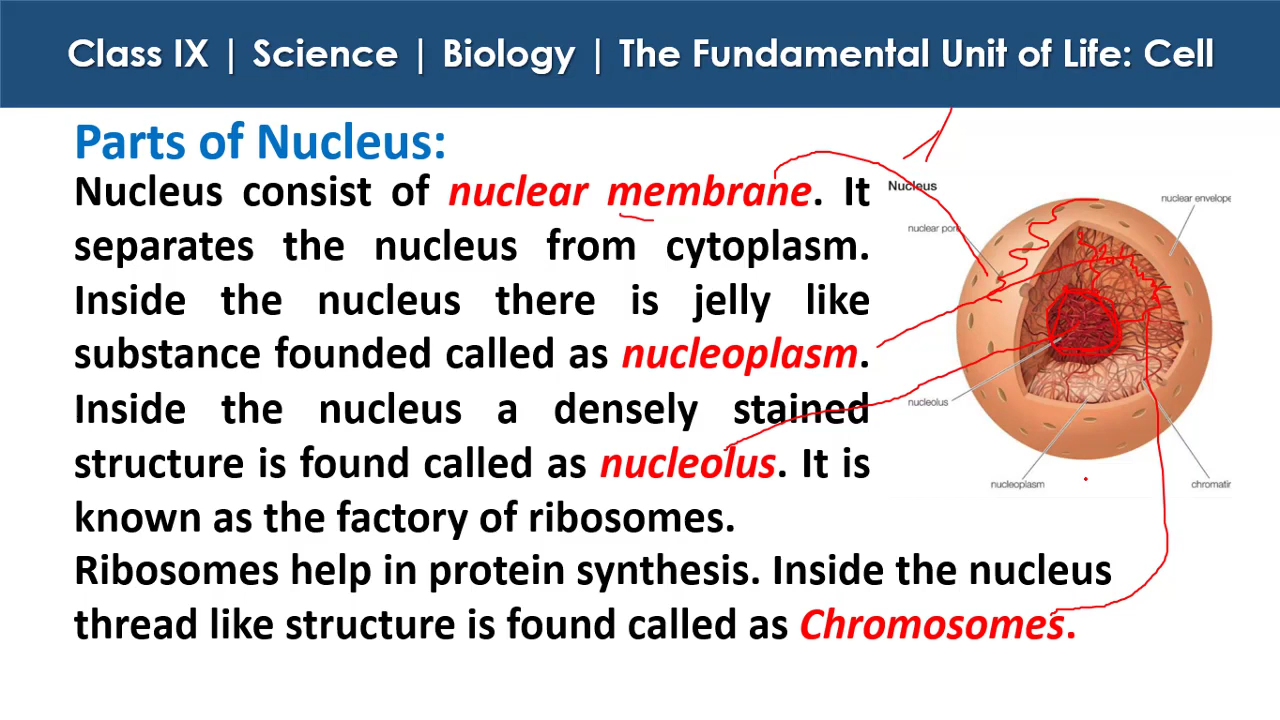 Class IX | Science | Biology | The Fundamental Unit of Life: Cell
Parts of Nucleus:
Nucleus consist of nuclear membrane. It
separates the nucleus from cytoplasm.
Inside the nucleus there is jelly like
substance founded called as nucleoplasm.
Inside the nucleus a densely stained
structure is found called as nucleolus. It is
known as the factory of ribosomes.
Ribosomes help in protein synthesis. Inside the nucleus
thread like structure is found called as Chromosomes.
Nucleus
nuclear envelope
nuclear pore
nucleolus
nucleoplasm
chromatin